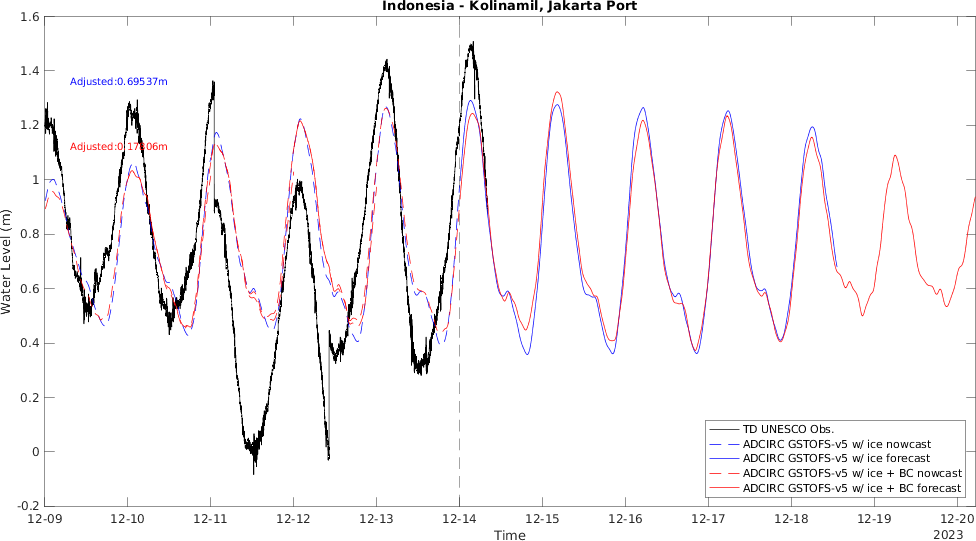 Indonesia - Kolinamil, Jakarta Port
1.6
1.4
1.2
1
0.8
0.6
0.4
0.2
0
-0.2
Water Level (m)
Adjusted:0.69537m
Adjusted:0.17806m
TD UNESCO Obs.
ADCIRC GSTOFS-v5 w/ ice nowcast
ADCIRC GSTOFS-v5 w/ ice forecast
ADCIRC GSTOFS-v5 w/ ice + BC nowcast
ADCIRC GSTOFS-v5 w/ ice + BC forecast
12-09 12-10 12-11 12-12 12-13 12-14 12-15 12-16 12-17 12-18 12-19 12-20
Time
2023